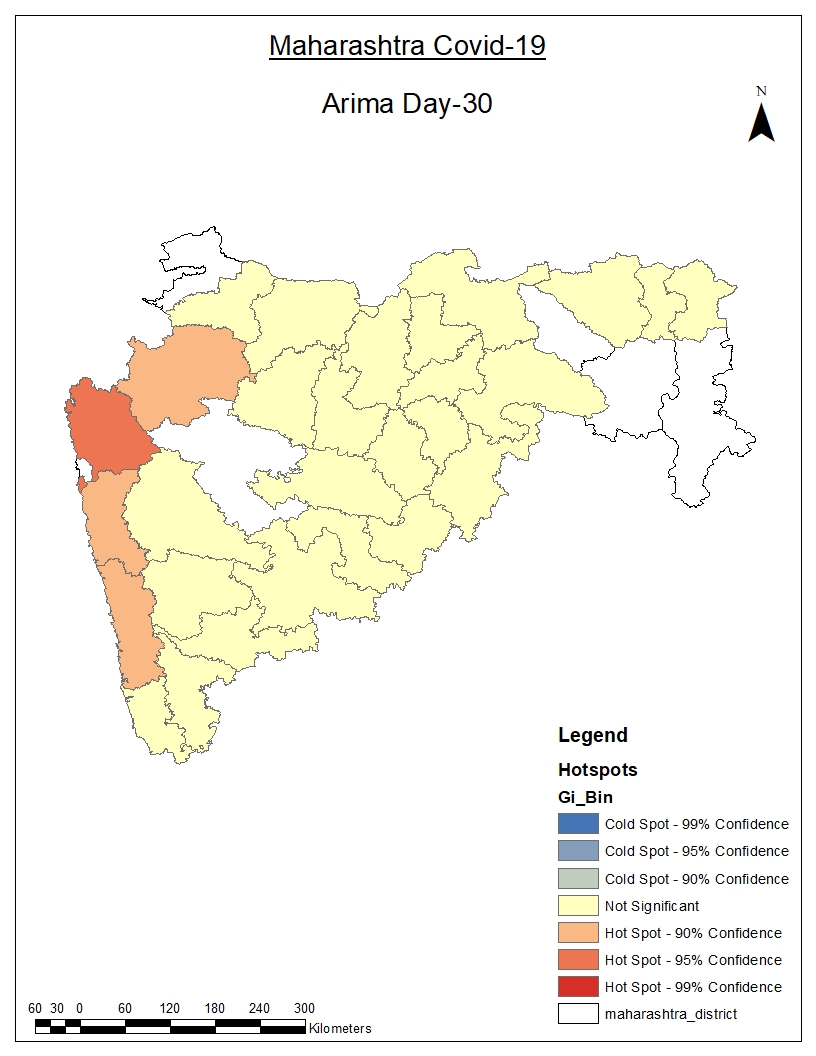 Maharashtra Covid-19
Arima Day-30
N
Legend
Hotspots
Gi_Bin
Cold Spot - 99% Confidence
Cold Spot - 95% Confidence
Cold Spot - 90% Confidence
Not Significant
Hot Spot - 90% Confidence
Hot Spot - 95% Confidence
Hot Spot - 99% Confidence
maharashtra_district
60 30 0 60 120 180 240 300
Kilometers